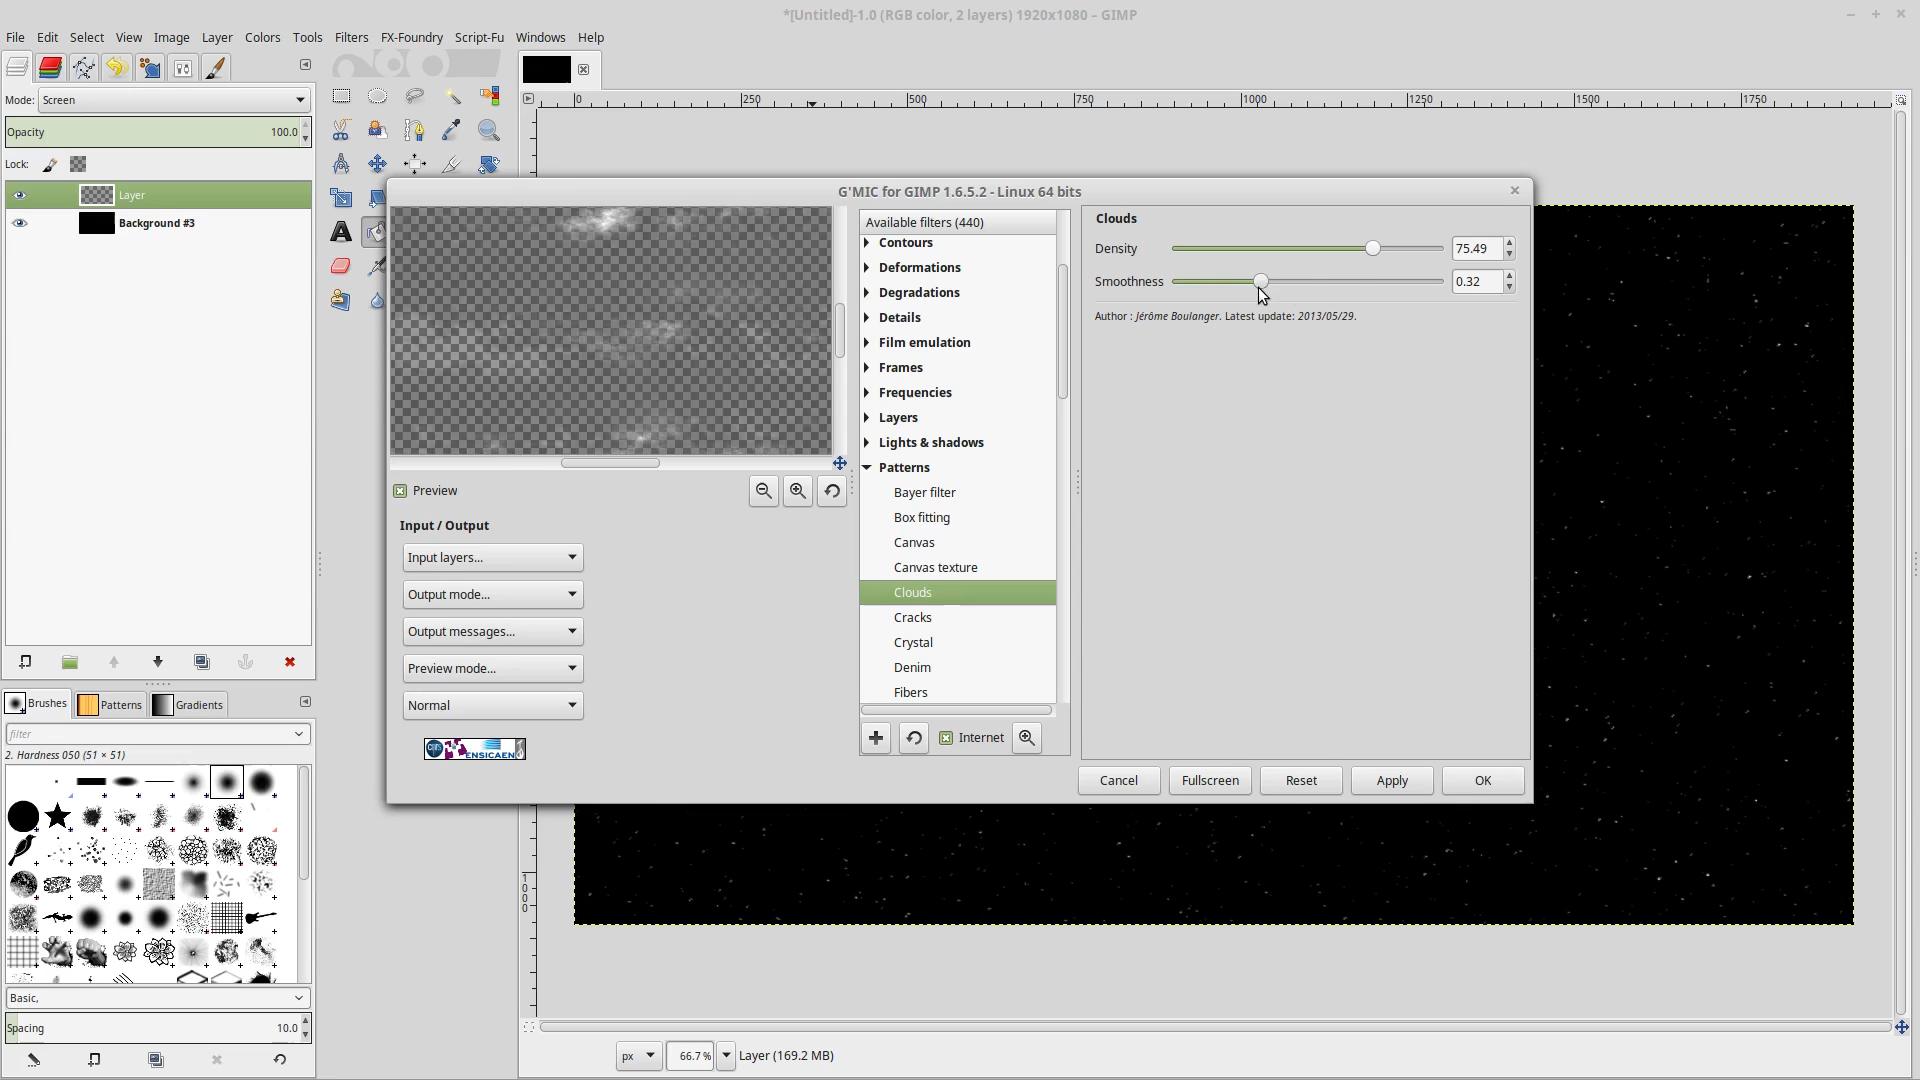 *[Untitled]-1.0 (RGB color, 2 layers) 1920x1080 – GIMP
File Edit Select View Image Layer Colors Tools Filters FX-Foundry Script-Fu Windows Help
Mode: Screen
Opacity 100.0
Lock:
Layer
Background #3
0 250 500 750 1000 1250 1500 1750
G'MIC for GIMP 1.6.5.2 - Linux 64 bits
Preview
Input / Output
Input layers...
Output mode...
Output messages...
Preview mode...
Normal
ENSICAEN
Available filters (440)
Contours
Deformations
Degradations
Details
Film emulation
Frames
Frequencies
Layers
Lights & shadows
Patterns
Bayer filter
Box fitting
Canvas
Canvas texture
Clouds
Cracks
Crystal
Denim
Fibers
Internet
Clouds
Density 75.49
Smoothness 0.32
Author : Jérôme Boulanger. Latest update: 2013/05/29.
Cancel Fullscreen Reset Apply OK
Brushes Patterns Gradients
filter
2. Hardness 050 (51 × 51)
Basic,
Spacing 10.0
1000
px 66.7 % Layer (169.2 MB)